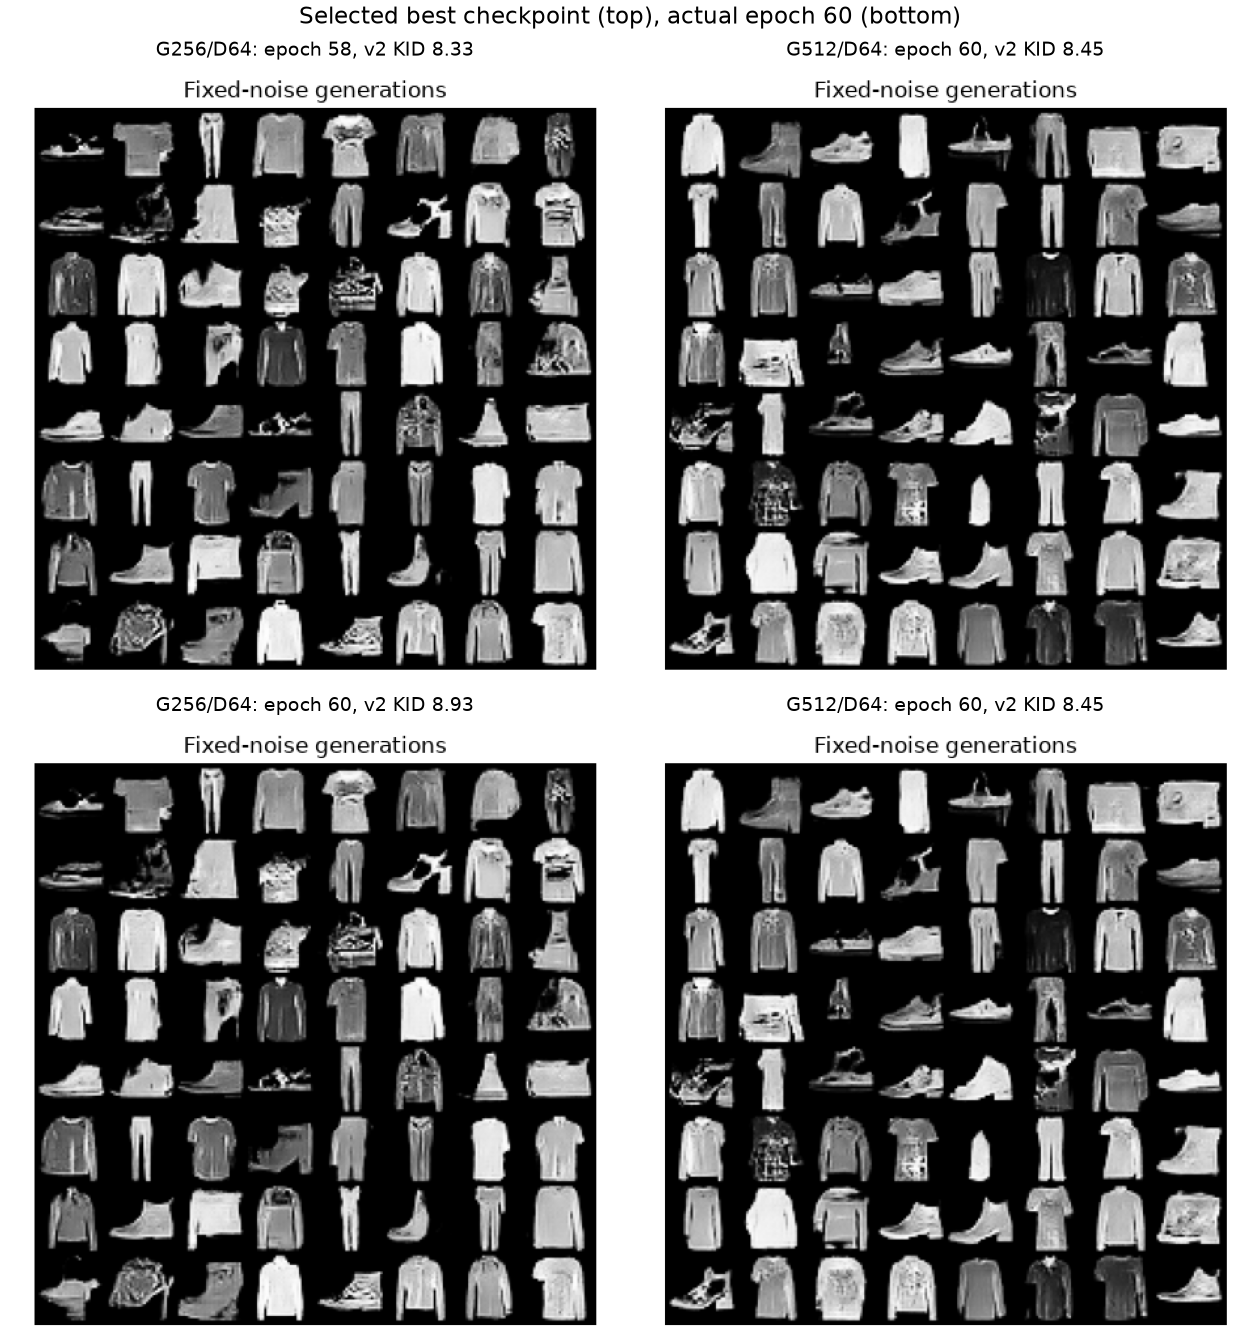 Selected best checkpoint (top), actual epoch 60 (bottom)
G256/D64: epoch 58, v2 KID 8.33
G512/D64: epoch 60, v2 KID 8.45
Fixed-noise generations
Fixed-noise generations
G256/D64: epoch 60, v2 KID 8.93
G512/D64: epoch 60, v2 KID 8.45
Fixed-noise generations
Fixed-noise generations